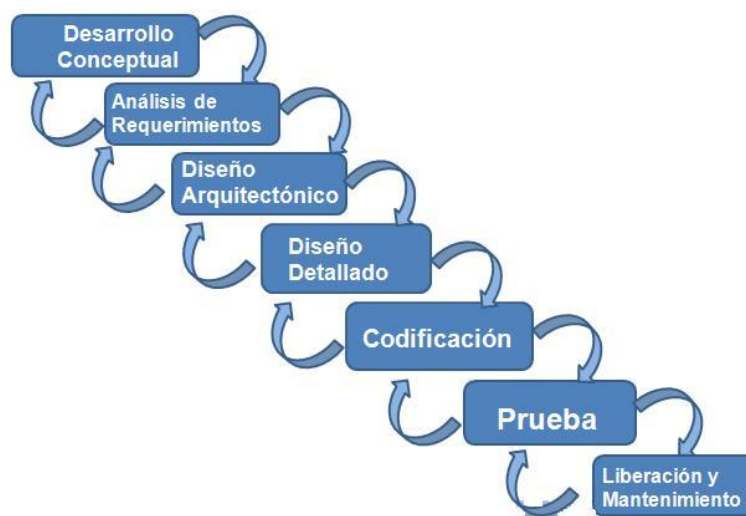 Desarrollo
Conceptual
Análisis de
Requerimientos
Diseño
Arquitectónico
Diseño
Detallado
Codificación
Prueba
Liberación y
Mantenimiento